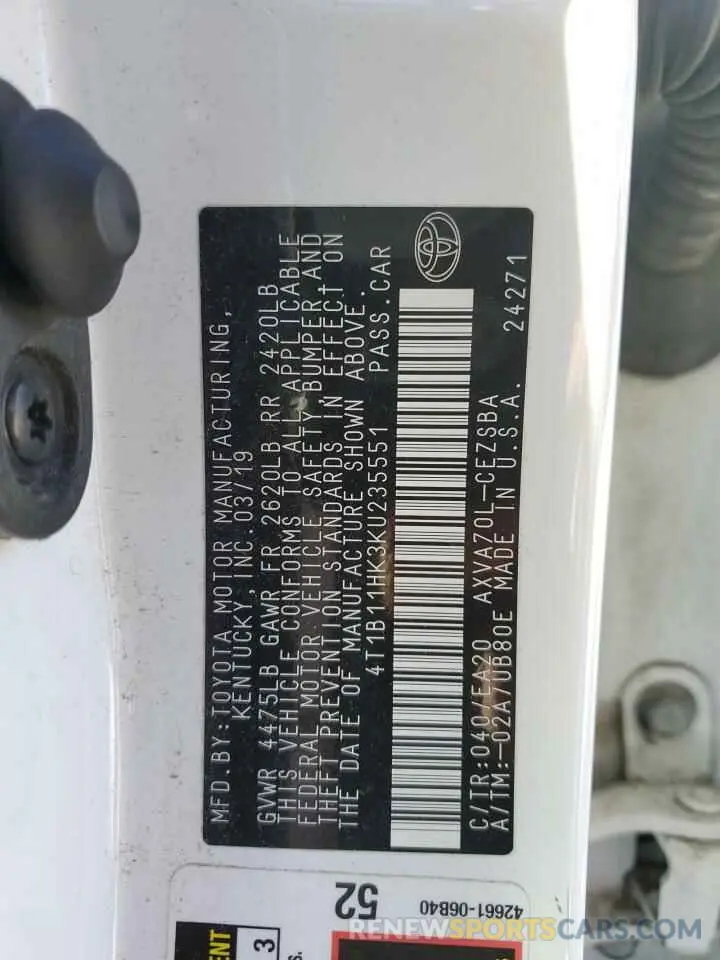 MFD.BY:TOYOTA MOTOR MANUFACTURING,
KENTUCKY, INC. 03/19
GVWR 4475LB GAWR FR 2620LB RR 2420LB
THIS VEHICLE CONFORMS TO ALL APPLICABLE
FEDERAL MOTOR VEHICLE SAFETY, BUMPER, AND
THEFT PREVENTION STANDARDS IN EFFECT ON
THE DATE OF MANUFACTURE SHOWN ABOVE.
4T1B11HK3KU235551 PASS.CAR
C/TR:040/EA20 AXVA70L-CEZSBA
A/TM:-02A/UB80E MADE IN U.S.A. 24271
52
42661-06B40
3
RENEWSPORTSCARS.COM